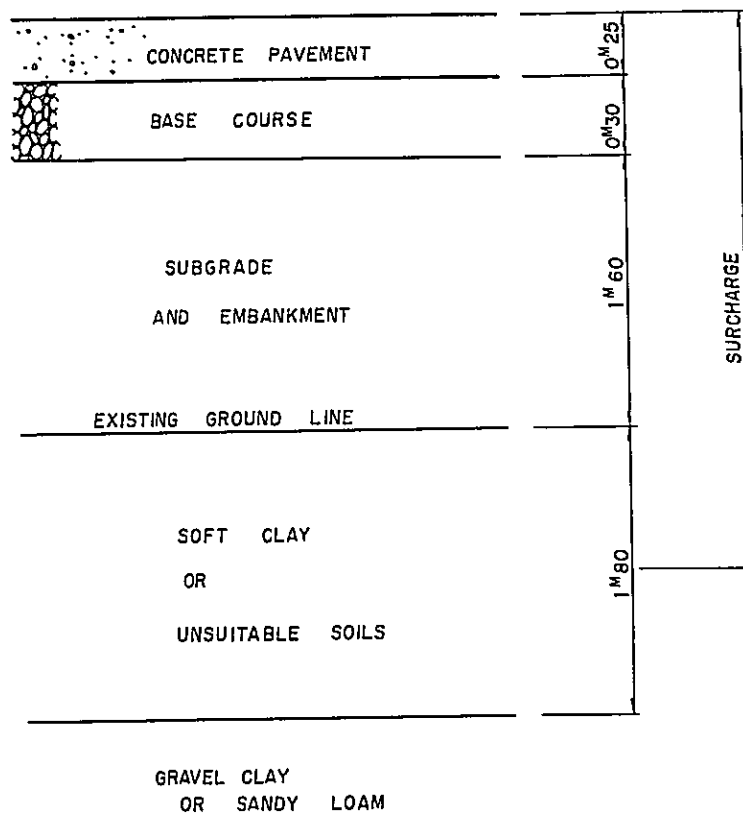 CONCRETE PAVEMENT
0M25
BASE COURSE
0M30
SUBGRADE
AND EMBANKMENT
1M60
SURCHARGE
EXISTING GROUND LINE
SOFT CLAY
OR
UNSUITABLE SOILS
1M80
GRAVEL CLAY
OR SANDY LOAM